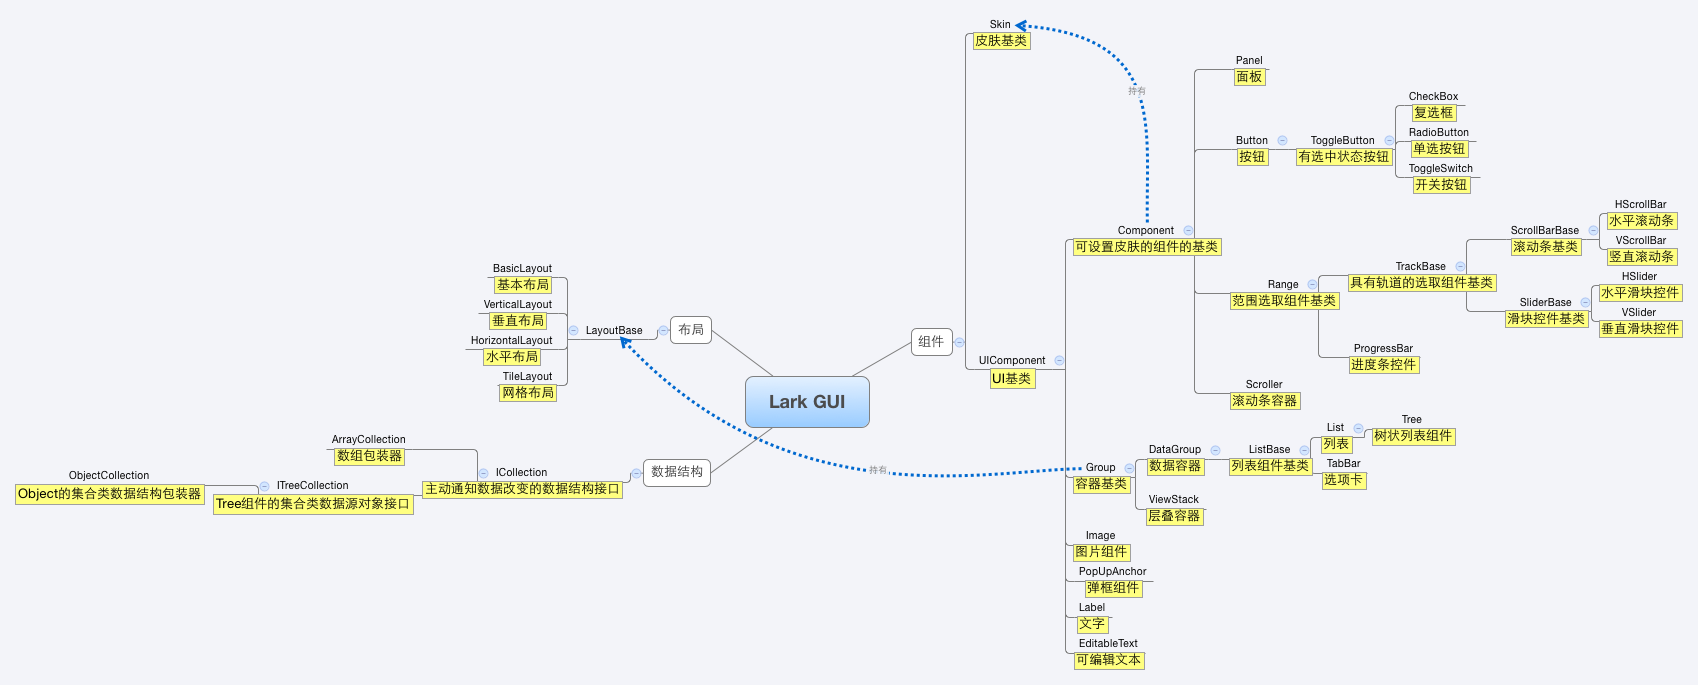 Lark GUI
组件
Skin
皮肤基类
持有
UIComponent
UI基类
Component
可设置皮肤的组件的基类
Panel
面板
Button
按钮
ToggleButton
有选中状态按钮
CheckBox
复选框
RadioButton
单选按钮
ToggleSwitch
开关按钮
Range
范围选取组件基类
TrackBase
具有轨道的选取组件基类
ScrollBarBase
滚动条基类
HScrollBar
水平滚动条
VScrollBar
竖直滚动条
SliderBase
滑块控件基类
HSlider
水平滑块控件
VSlider
垂直滑块控件
ProgressBar
进度条控件
Scroller
滚动条容器
Group
容器基类
DataGroup
数据容器
ListBase
列表组件基类
List
列表
Tree
树状列表组件
TabBar
选项卡
ViewStack
层叠容器
Image
图片组件
PopUpAnchor
弹框组件
Label
文字
EditableText
可编辑文本
布局
LayoutBase
BasicLayout
基本布局
VerticalLayout
垂直布局
HorizontalLayout
水平布局
TileLayout
网格布局
持有
数据结构
ICollection
主动通知数据改变的数据结构接口
ArrayCollection
数组包装器
ITreeCollection
Tree组件的集合类数据源对象接口
ObjectCollection
Object的集合类数据结构包装器